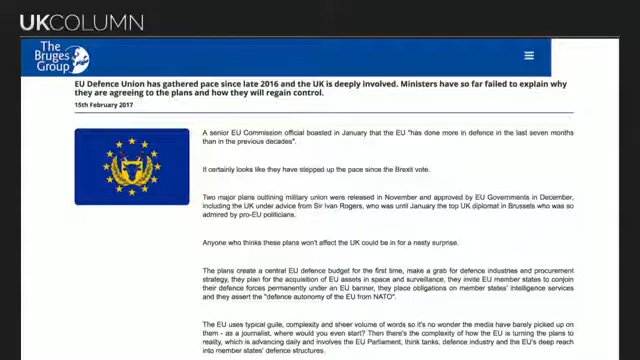 UKCOLUMN
The
Bruges
Group
EU Defence Union has gathered pace since late 2016 and the UK is deeply involved. Ministers have so far failed to explain why
they are agreeing to the plans and how they will regain control.
15th February 2017
A senior EU Commission official boasted in January that the EU "has done more in defence in the last seven months
than in the previous decades".
It certainly looks like they have stepped up the pace since the Brexit vote.
Two major plans outlining military union were released in November and approved by EU Governments in December,
including the UK under advice from Sir Ivan Rogers, who was until January the top UK diplomat in Brussels who was so
admired by pro-EU politicians.
Anyone who thinks these plans won't affect the UK could be in for a nasty surprise.
The plans create a central EU defence budget for the first time, make a grab for defence industries and procurement
strategy, they plan for the acquisition of EU assets in space and surveillance, they invite EU member states to conjoin
their defence forces permanently under an EU banner, they place obligations on member states' intelligence services
and they assert the "defence autonomy of the EU from NATO".
The EU uses typical guile, complexity and sheer volume of words so it's no wonder the media have barely picked up on
them - as a journalist, where would you even start? Then there's the complexity of how the EU is turning the plans to
reality, which is advancing daily and involves the EU Parliament, think tanks, defence industry and the EU's deep reach
into member states' defence structures.